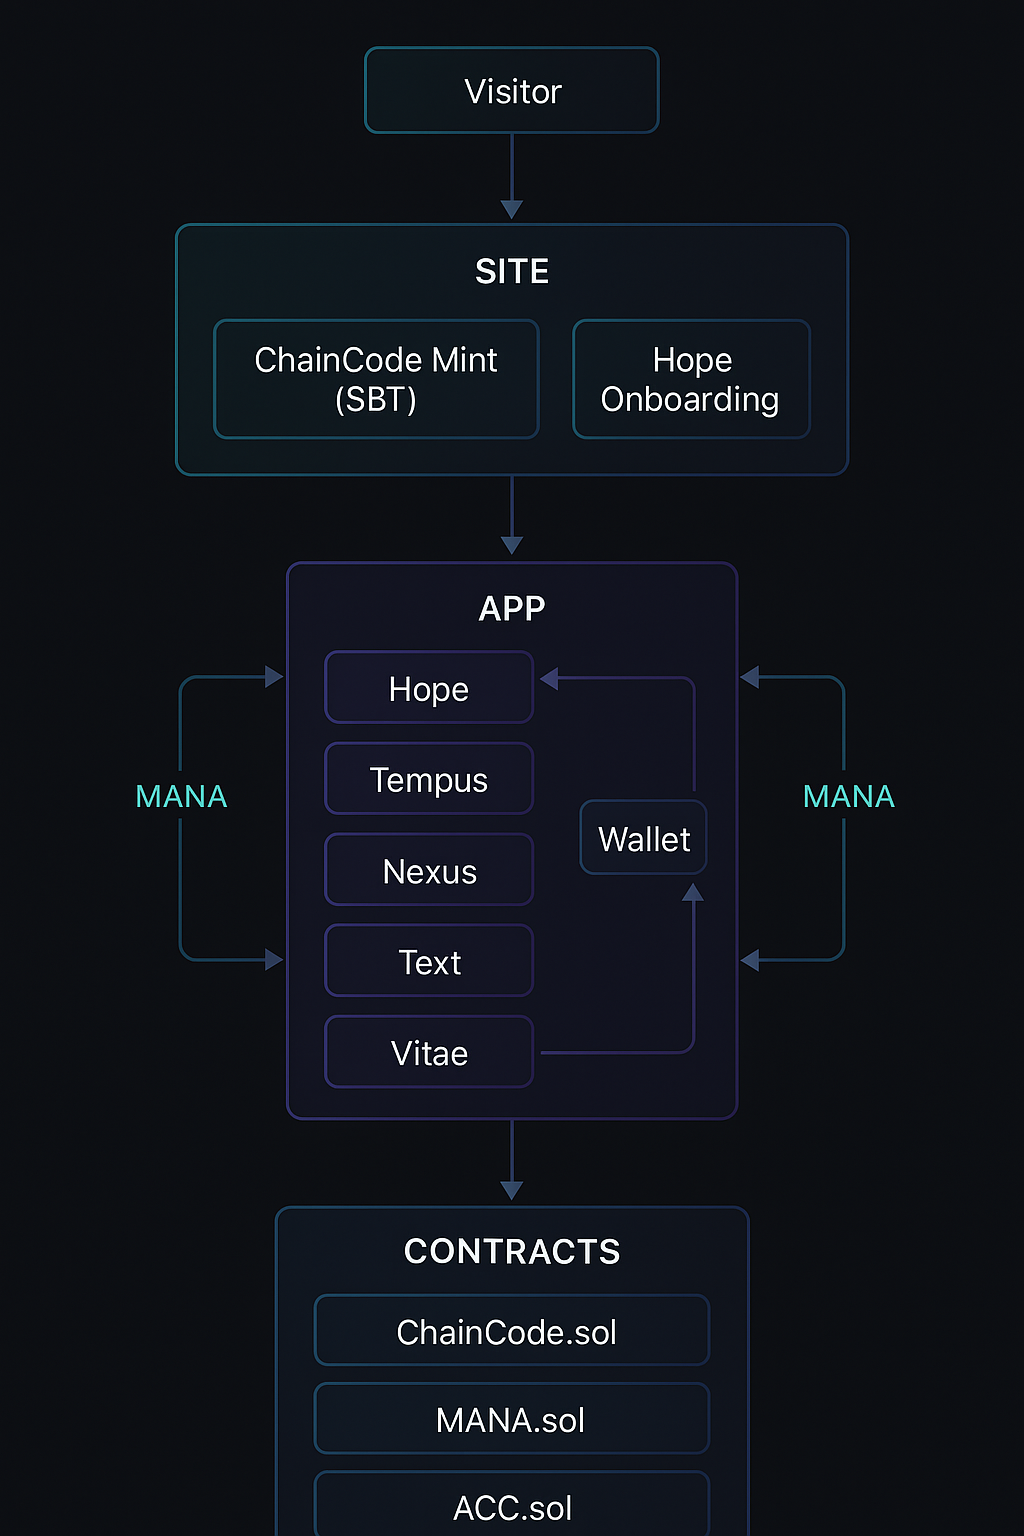 Visitor
SITE
ChainCode Mint
(SBT)
Hope
Onboarding
APP
Hope
Tempus
MANA
MANA
Wallet
Nexus
Text
Vitae
CONTRACTS
ChainCode.sol
MANA.sol
ACC.sol